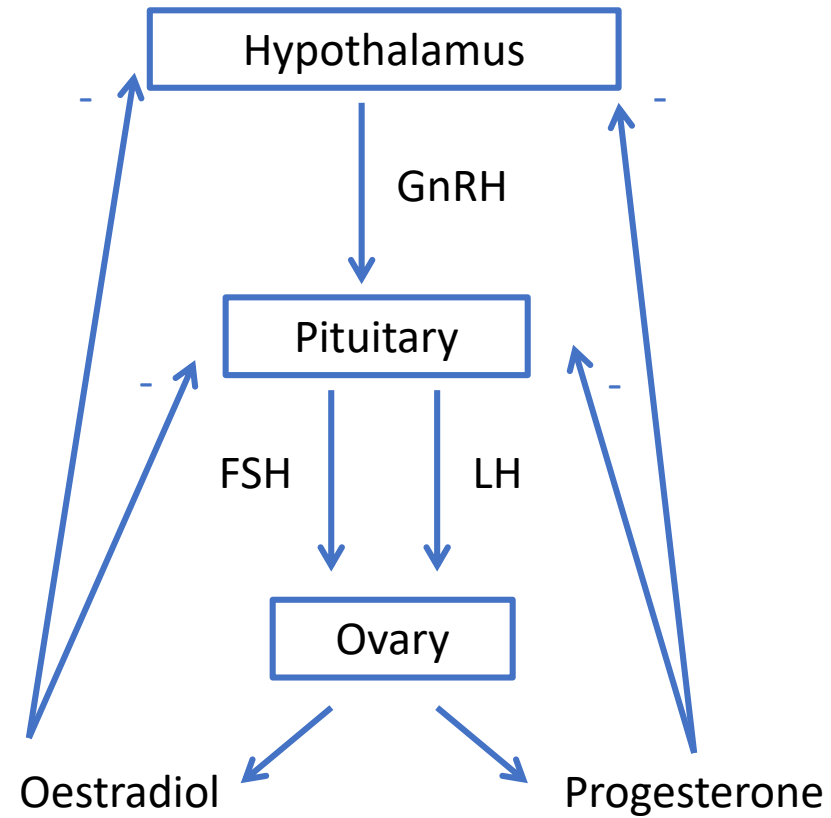 Hypothalamus
-
-
GnRH
Pituitary
-
-
FSH
LH
Ovary
Oestradiol
Progesterone